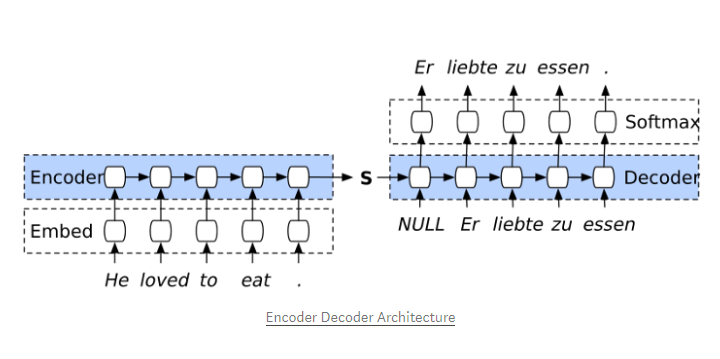 Er liebte zu essen .
Softmax
Encoder
S
Decoder
Embed
NULL Er liebte zu essen
He loved to eat .
Encoder Decoder Architecture